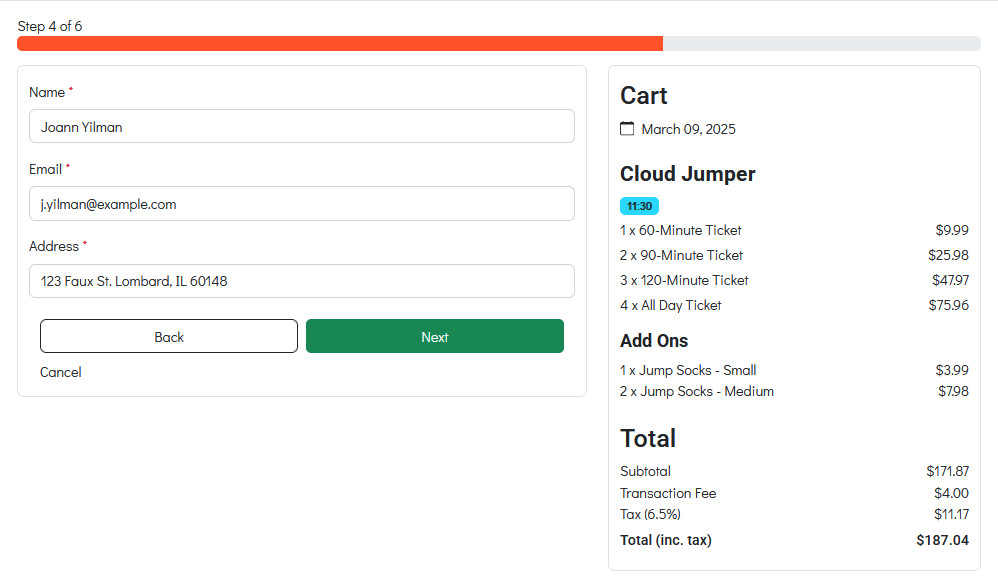 Step 4 of 6
Name *
Joann Yilman
Email *
j.yilman@example.com
Address *
123 Faux St. Lombard, IL 60148
Back
Next
Cancel
Cart
March 09, 2025
Cloud Jumper
11:30
1 x 60-Minute Ticket $9.99
2 x 90-Minute Ticket $25.98
3 x 120-Minute Ticket $47.97
4 x All Day Ticket $75.96
Add Ons
1 x Jump Socks - Small $3.99
2 x Jump Socks - Medium $7.98
Total
Subtotal $171.87
Transaction Fee $4.00
Tax (6.5%) $11.17
Total (inc. tax) $187.04